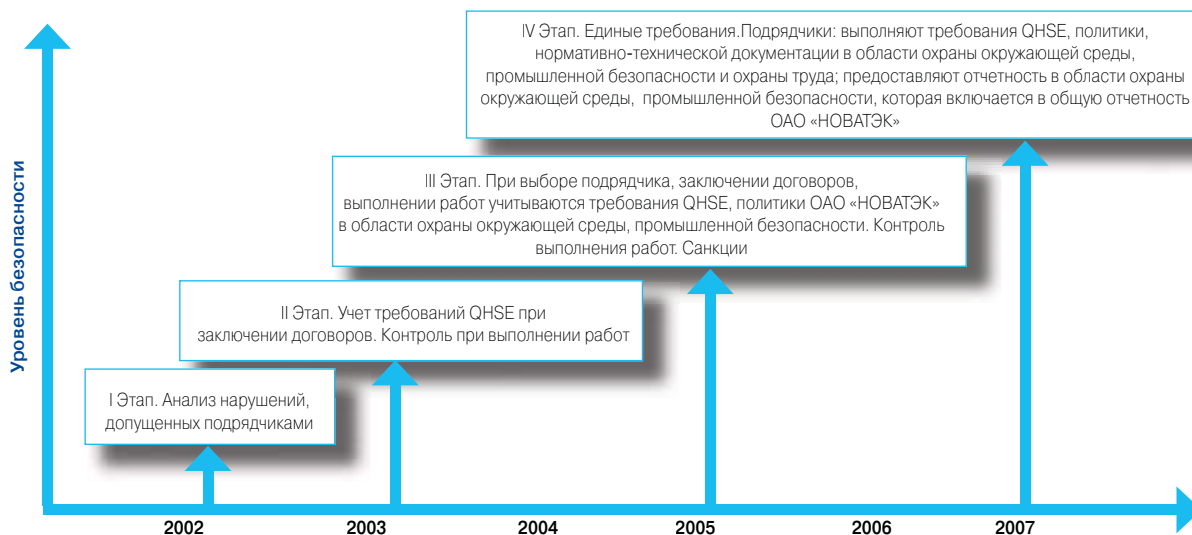 IV Этап. Единые требования.Подрядчики: выполняют требования QHSE, политики,
нормативно-технической документации в области охраны окружающей среды,
промышленной безопасности и охраны труда; предоставляют отчетность в области охраны
окружающей среды, промышленной безопасности, которая включается в общую отчетность
ОАО «НОВАТЭК»
III Этап. При выборе подрядчика, заключении договоров,
выполнении работ учитываются требования QHSE, политики ОАО «НОВАТЭК»
в области охраны окружающей среды, промышленной безопасности. Контроль
выполнения работ. Санкции
II Этап. Учет требований QHSE при
заключении договоров. Контроль при выполнении работ
I Этап. Анализ нарушений,
допущенных подрядчиками
Уровень безопасности
2002 2003 2004 2005 2006 2007